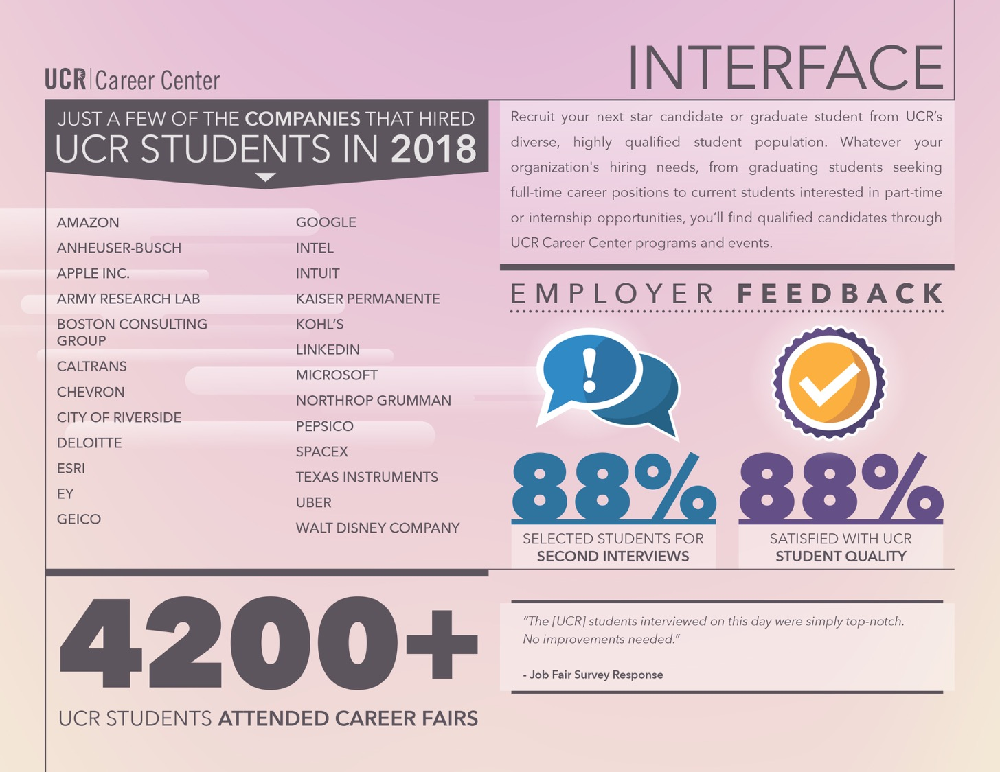 UCR | Career Center
INTERFACE
JUST A FEW OF THE COMPANIES THAT HIRED
UCR STUDENTS IN 2018
AMAZON
ANHEUSER-BUSCH
APPLE INC.
ARMY RESEARCH LAB
BOSTON CONSULTING
GROUP
CALTRANS
CHEVRON
CITY OF RIVERSIDE
DELOITTE
ESRI
EY
GEICO
GOOGLE
INTEL
INTUIT
KAISER PERMANENTE
KOHL’S
LINKEDIN
MICROSOFT
NORTHROP GRUMMAN
PEPSICO
SPACEX
TEXAS INSTRUMENTS
UBER
WALT DISNEY COMPANY
4200+
UCR STUDENTS ATTENDED CAREER FAIRS
Recruit your next star candidate or graduate student from UCR’s
diverse, highly qualified student population. Whatever your
organization's hiring needs, from graduating students seeking
full-time career positions to current students interested in part-time
or internship opportunities, you’ll find qualified candidates through
UCR Career Center programs and events.
EMPLOYER FEEDBACK
!
88%
SELECTED STUDENTS FOR
SECOND INTERVIEWS
88%
SATISFIED WITH UCR
STUDENT QUALITY
“The [UCR] students interviewed on this day were simply top-notch.
No improvements needed.”
- Job Fair Survey Response